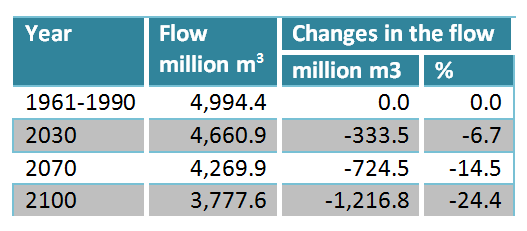 Year Flow Changes in the flow
million m³ million m3 %
1961-1990 4,994.4 0.0 0.0
2030 4,660.9 -333.5 -6.7
2070 4,269.9 -724.5 -14.5
2100 3,777.6 -1,216.8 -24.4